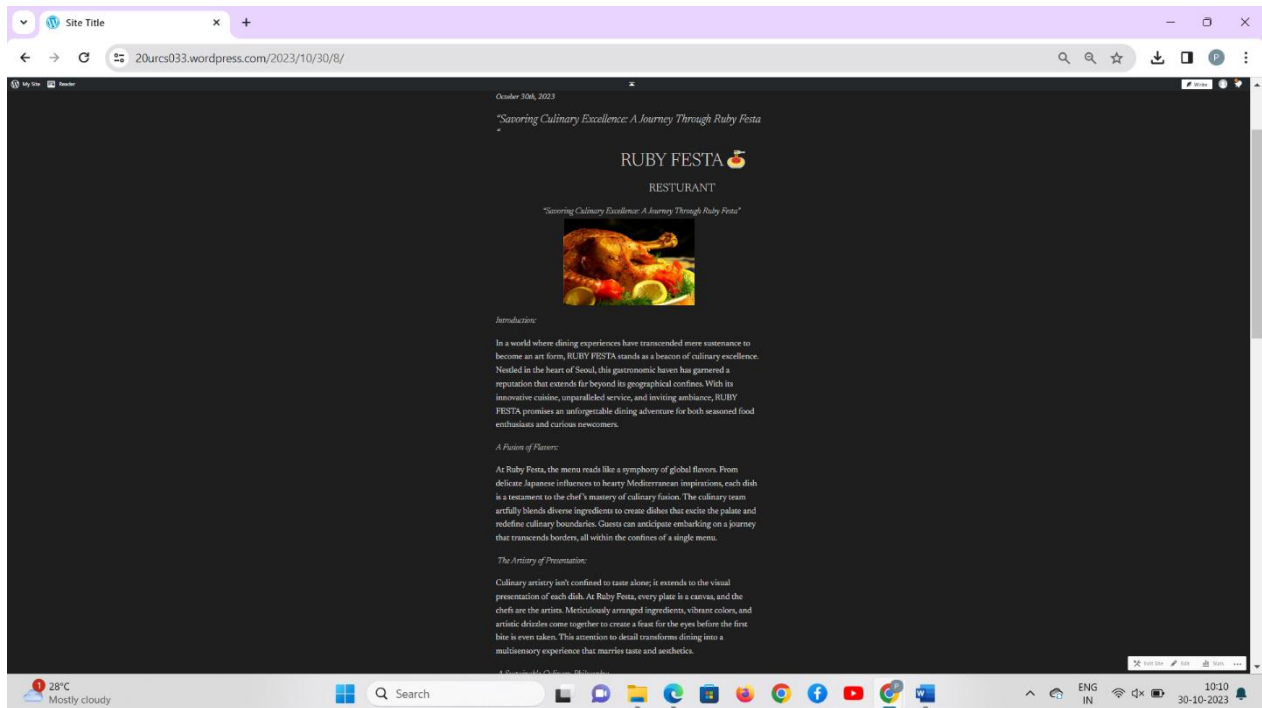 Site Title
20urcs033.wordpress.com/2023/10/30/8/
P
My Site
Reader
Write
October 30th, 2023
“Savoring Culinary Excellence: A Journey Through Ruby Festa
“
RUBY FESTA
RESTURANT
“Savoring Culinary Excellence: A Journey Through Ruby Festa”
Introduction:
In a world where dining experiences have transcended mere sustenance to
become an art form, RUBY FESTA stands as a beacon of culinary excellence.
Nestled in the heart of Seoul, this gastronomic haven has garnered a
reputation that extends far beyond its geographical confines. With its
innovative cuisine, unparalleled service, and inviting ambiance, RUBY
FESTA promises an unforgettable dining adventure for both seasoned food
enthusiasts and curious newcomers.
A Fusion of Flavors:
At Ruby Festa, the menu reads like a symphony of global flavors. From
delicate Japanese influences to hearty Mediterranean inspirations, each dish
is a testament to the chef’s mastery of culinary fusion. The culinary team
artfully blends diverse ingredients to create dishes that excite the palate and
redefine culinary boundaries. Guests can anticipate embarking on a journey
that transcends borders, all within the confines of a single menu.
The Artistry of Presentation:
Culinary artistry isn’t confined to taste alone; it extends to the visual
presentation of each dish. At Ruby Festa, every plate is a canvas, and the
chefs are the artists. Meticulously arranged ingredients, vibrant colors, and
artistic drizzles come together to create a feast for the eyes before the first
bite is even taken. This attention to detail transforms dining into a
multisensory experience that marries taste and aesthetics.
A Sustainable Culinary Philosophy:
Edit Site
Edit
Stats
1
28°C
Mostly cloudy
Search
P
ENG
IN
10:10
30-10-2023